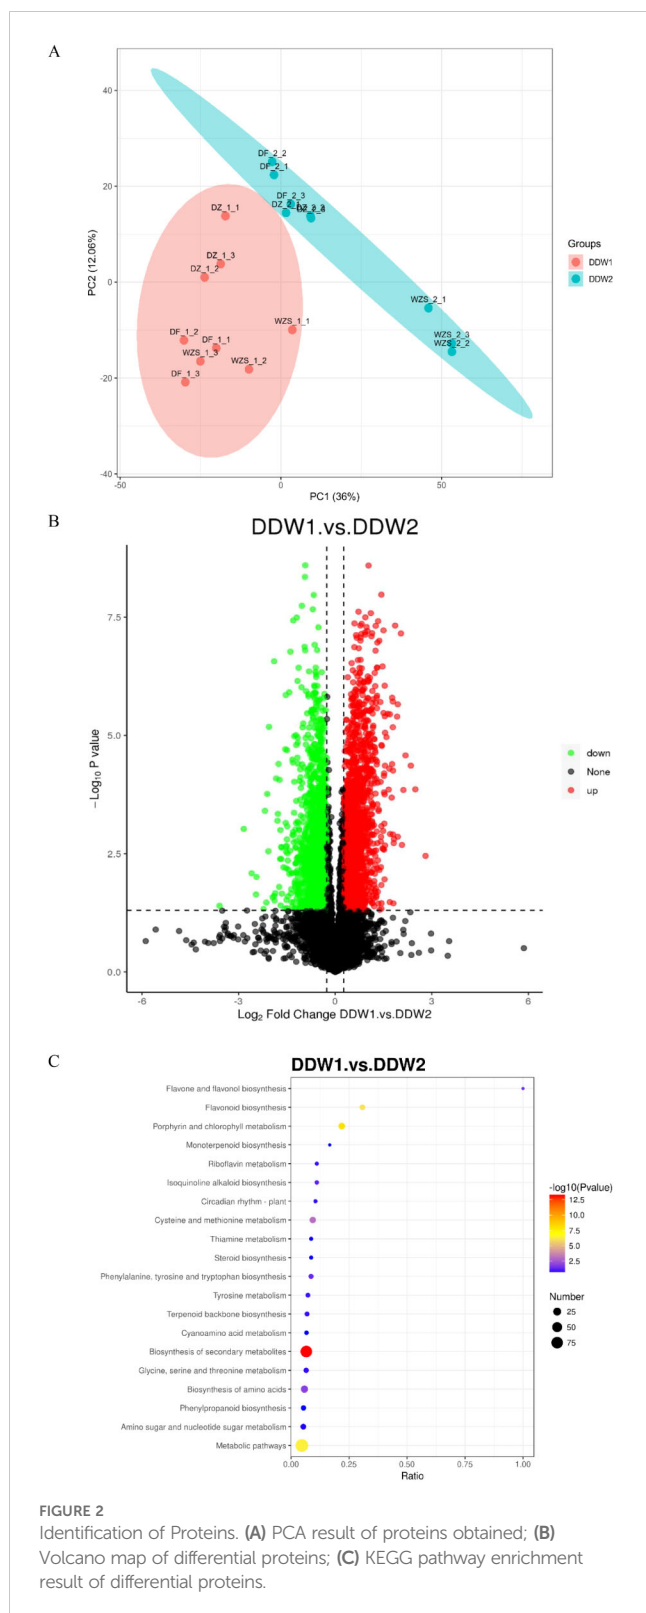 A
PC2 (12.06%)
40
20
0
-20
-40
DF_2_2
DF_2_1
DF_2_3
DZ_1_1
DZ_1_3
DZ_1_2
WZS_2_1
WZS_1_1
WZS_2_3
WZS_2_2
DF_1_2
DF_1_1
WZS_1_3
WZS_1_2
DF_1_3
-50
0
50
PC1 (36%)
Groups
DDW1
DDW2
B
DDW1.vs.DDW2
−Log10 P value
7.5
5.0
2.5
0.0
-6
-3
0
3
6
Log2 Fold Change DDW1.vs.DDW2
down
None
up
C
DDW1.vs.DDW2
Flavone and flavonol biosynthesis
Flavonoid biosynthesis
Porphyrin and chlorophyll metabolism
Monoterpenoid biosynthesis
Riboflavin metabolism
Isoquinoline alkaloid biosynthesis
Circadian rhythm - plant
Cysteine and methionine metabolism
Thiamine metabolism
Steroid biosynthesis
Phenylalanine, tyrosine and tryptophan biosynthesis
Tyrosine metabolism
Terpenoid backbone biosynthesis
Cyanoamino acid metabolism
Biosynthesis of secondary metabolites
Glycine, serine and threonine metabolism
Biosynthesis of amino acids
Phenylpropanoid biosynthesis
Amino sugar and nucleotide sugar metabolism
Metabolic pathways
0.00
0.25
0.50
0.75
1.00
Ratio
-log10(Pvalue)
12.5
10.0
7.5
5.0
2.5
Number
25
50
75
FIGURE 2
Identification of Proteins. (A) PCA result of proteins obtained; (B)
Volcano map of differential proteins; (C) KEGG pathway enrichment
result of differential proteins.